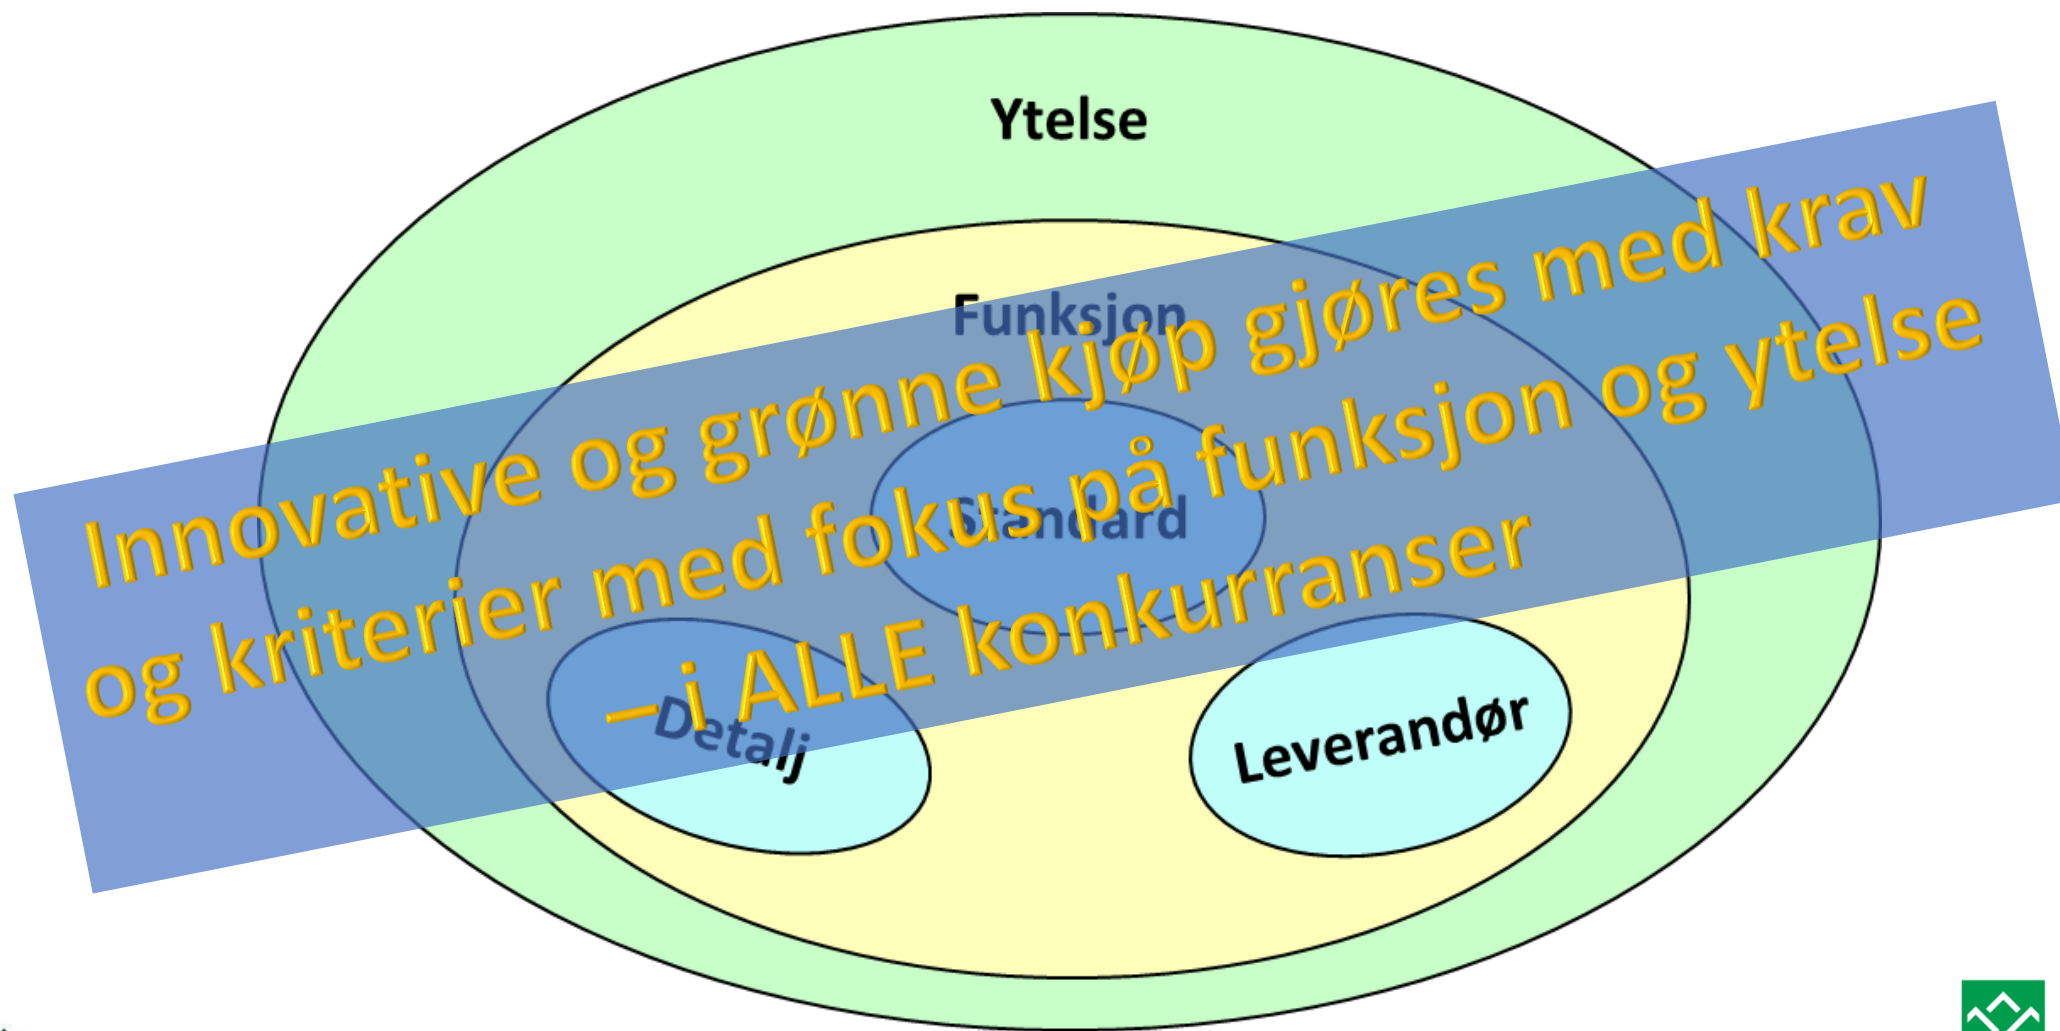 Ytelse
Funksjon
Standard
Detalj
Leverandør
Innovative og grønne kjøp gjøres med krav
og kriterier med fokus på funksjon og ytelse
– i ALLE konkurranser